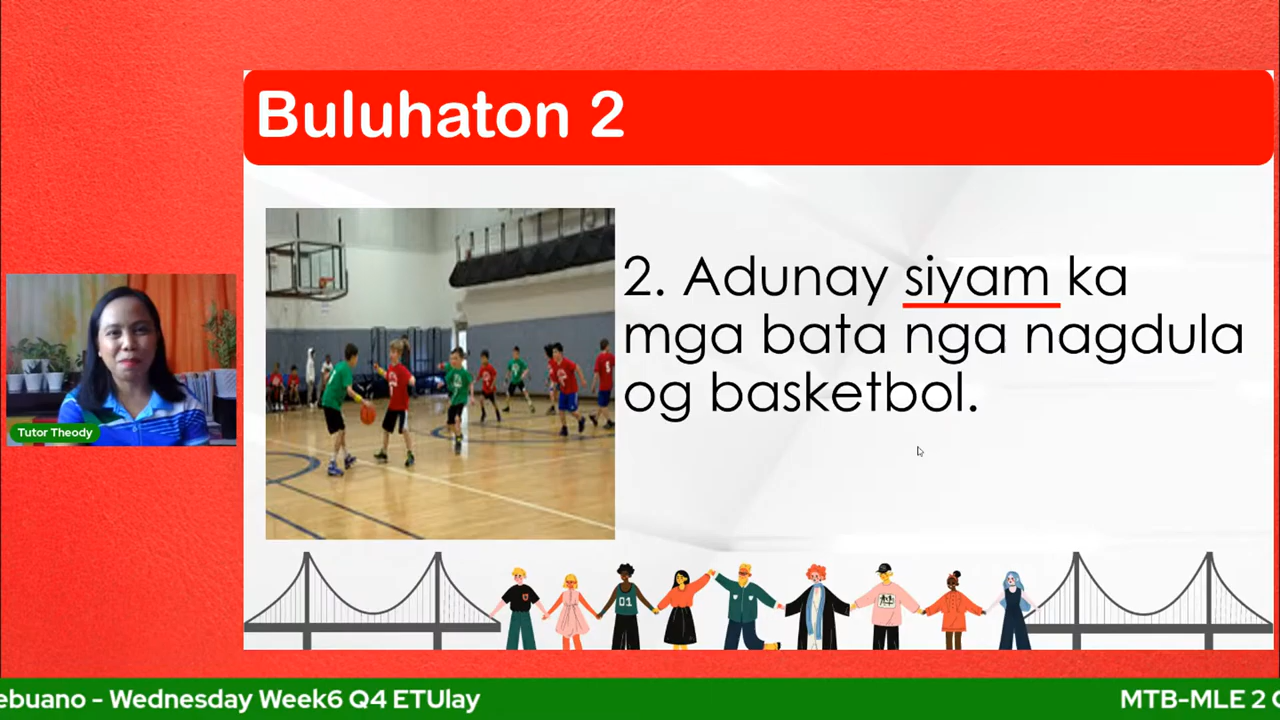 Buluhaton 2
2. Adunay siyam ka
mga bata nga nagdula
og basketbol.
Tutor Theody
01
ebuano - Wednesday Week6 Q4 ETUlay
MTB-MLE 2 C